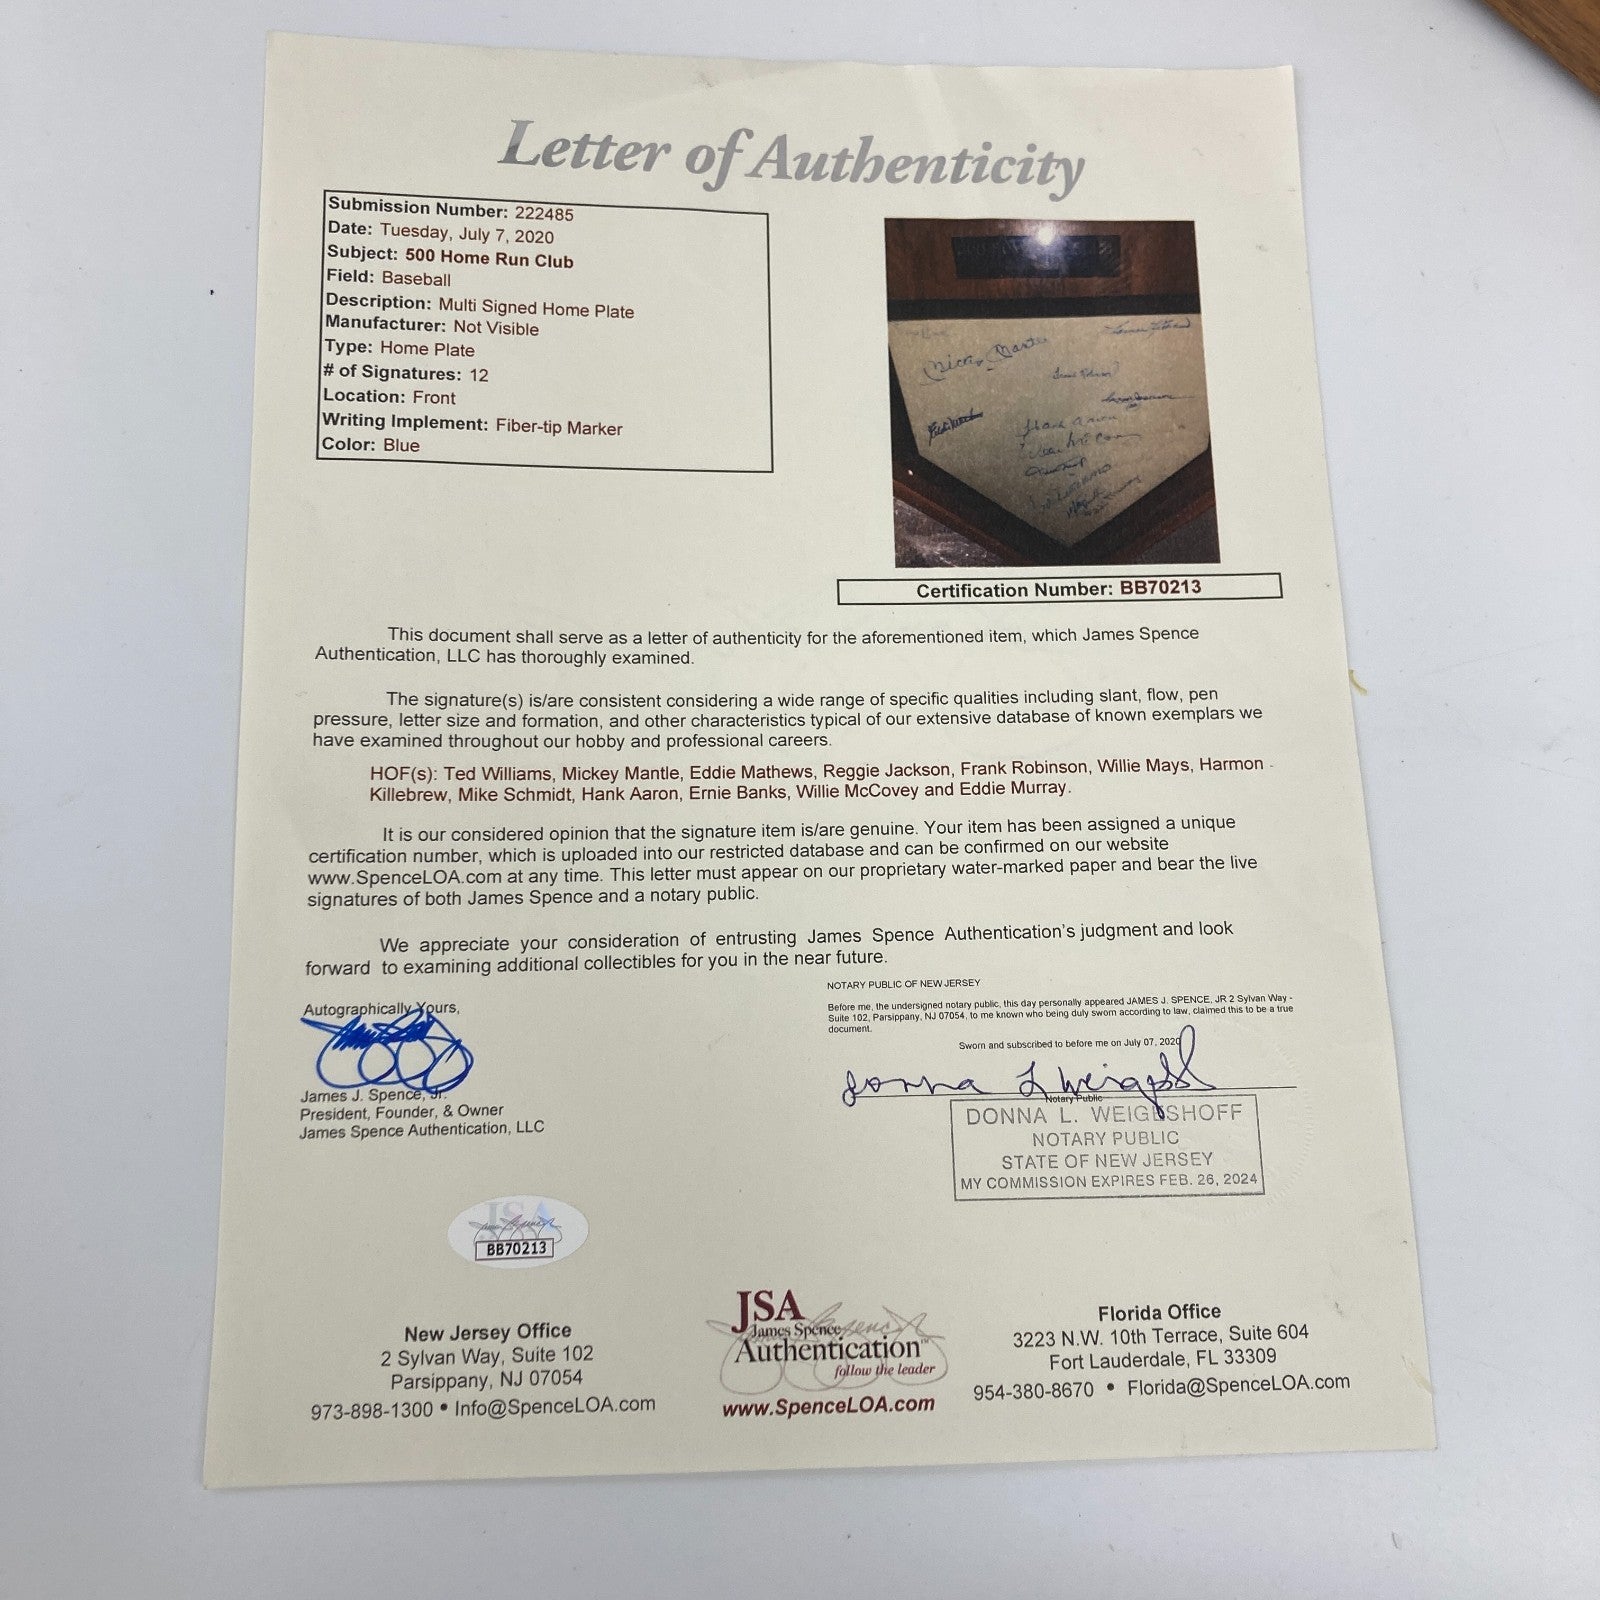 Letter of Authenticity
Submission Number: 222485
Date: Tuesday, July 7, 2020
Subject: 500 Home Run Club
Field: Baseball
Description: Multi Signed Home Plate
Manufacturer: Not Visible
Type: Home Plate
# of Signatures: 12
Location: Front
Writing Implement: Fiber-tip Marker
Color: Blue
Mickey Mantle
Frank Robinson
Hank Aaron
Certification Number: BB70213
This document shall serve as a letter of authenticity for the aforementioned item, which James Spence
Authentication, LLC has thoroughly examined.
The signature(s) is/are consistent considering a wide range of specific qualities including slant, flow, pen
pressure, letter size and formation, and other characteristics typical of our extensive database of known exemplars we
have examined throughout our hobby and professional careers.
HOF(s): Ted Williams, Mickey Mantle, Eddie Mathews, Reggie Jackson, Frank Robinson, Willie Mays, Harmon
Killebrew, Mike Schmidt, Hank Aaron, Ernie Banks, Willie McCovey and Eddie Murray.
It is our considered opinion that the signature item is/are genuine. Your item has been assigned a unique
certification number, which is uploaded into our restricted database and can be confirmed on our website
www.SpenceLOA.com at any time. This letter must appear on our proprietary water-marked paper and bear the live
signatures of both James Spence and a notary public.
We appreciate your consideration of entrusting James Spence Authentication's judgment and look
forward to examining additional collectibles for you in the near future.
Autographically Yours,
James J. Spence, Jr.
President, Founder, & Owner
James Spence Authentication, LLC
NOTARY PUBLIC OF NEW JERSEY
Before me, the undersigned notary public, this day personally appeared JAMES J. SPENCE, JR 2 Sylvan Way -
Suite 102, Parsippany, NJ 07054, to me known who being duly sworn according to law, claimed this to be a true
document.
Sworn and subscribed to before me on July 07, 2020
Donna L Weigeshoff
Notary Public
DONNA L. WEIGESHOFF
NOTARY PUBLIC
STATE OF NEW JERSEY
MY COMMISSION EXPIRES FEB. 26, 2024
JSA
James Spence
BB70213
New Jersey Office
2 Sylvan Way, Suite 102
Parsippany, NJ 07054
973-898-1300 • Info@SpenceLOA.com
JSA
James Spence
Authentication™
follow the leader
www.SpenceLOA.com
Florida Office
3223 N.W. 10th Terrace, Suite 604
Fort Lauderdale, FL 33309
954-380-8670 • Florida@SpenceLOA.com